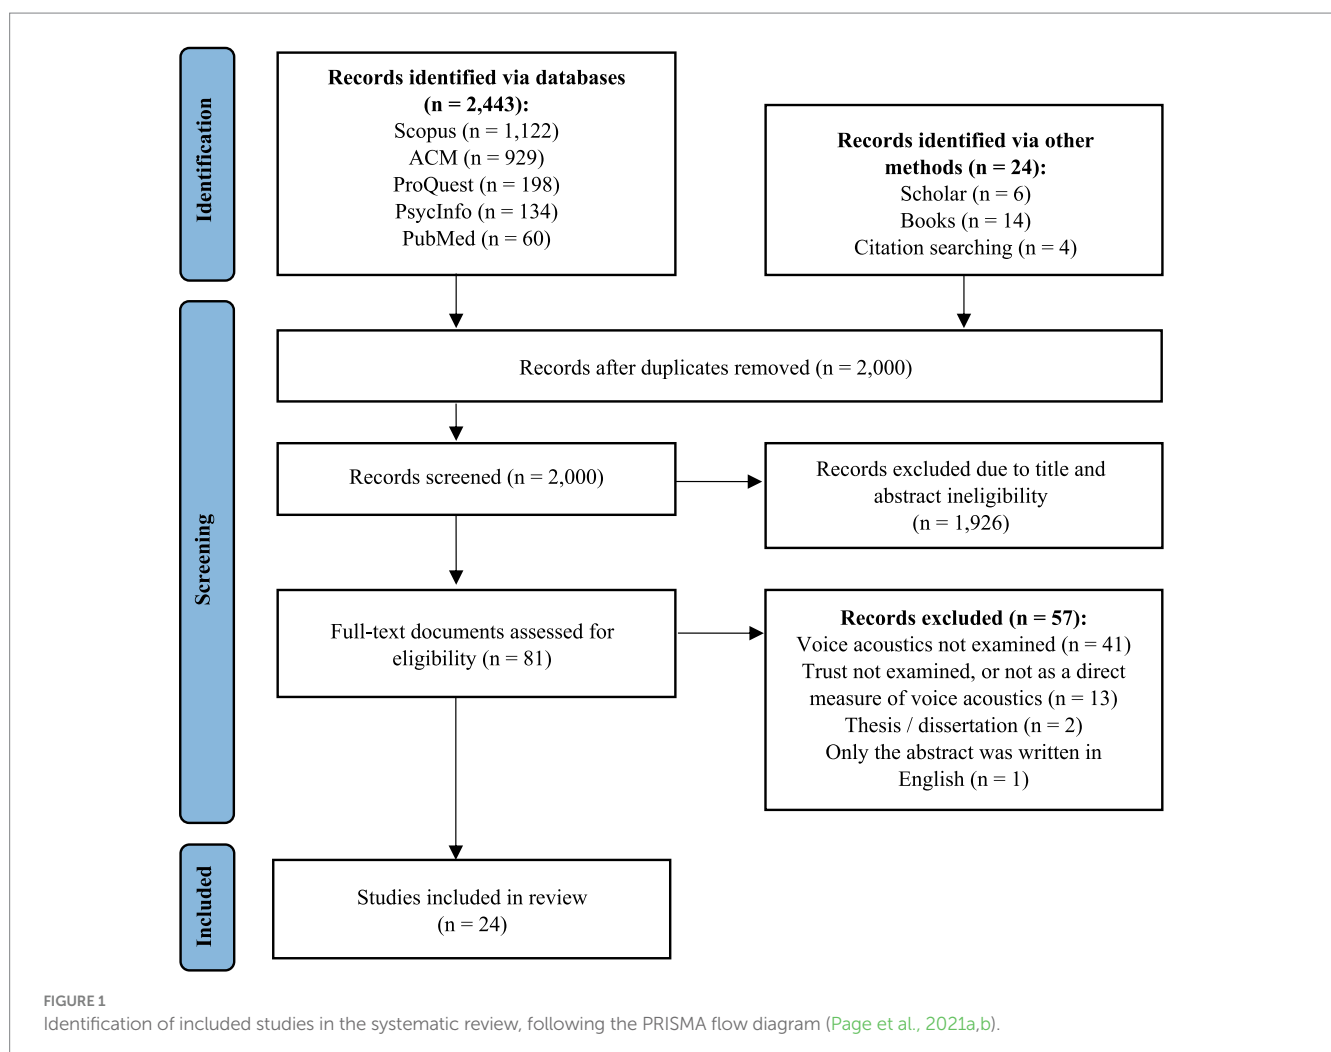 Identification
Records identified via databases
(n = 2,443):
Scopus (n = 1,122)
ACM (n = 929)
ProQuest (n = 198)
PsycInfo (n = 134)
PubMed (n = 60)
Records identified via other
methods (n = 24):
Scholar (n = 6)
Books (n = 14)
Citation searching (n = 4)
Screening
Records after duplicates removed (n = 2,000)
Records screened (n = 2,000)
Records excluded due to title and
abstract ineligibility
(n = 1,926)
Full-text documents assessed for
eligibility (n = 81)
Records excluded (n = 57):
Voice acoustics not examined (n = 41)
Trust not examined, or not as a direct
measure of voice acoustics (n = 13)
Thesis / dissertation (n = 2)
Only the abstract was written in
English (n = 1)
Included
Studies included in review
(n = 24)
FIGURE 1
Identification of included studies in the systematic review, following the PRISMA flow diagram (Page et al., 2021a,b).